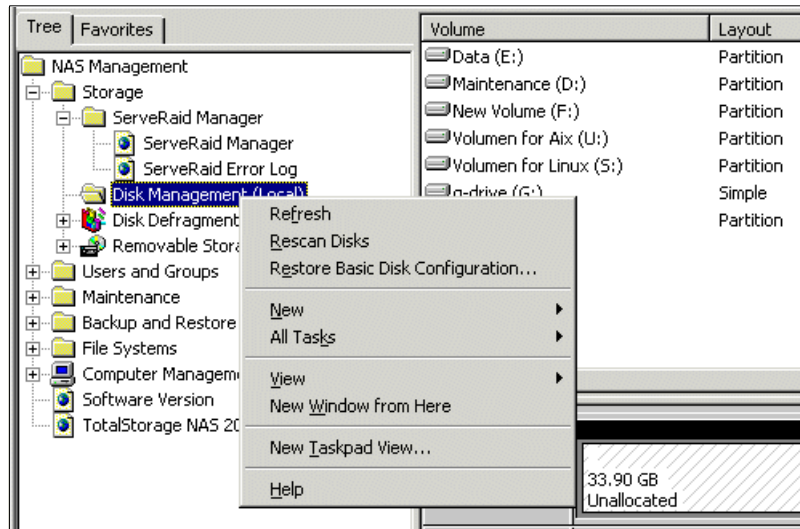 Tree Favorites
NAS Management
Storage
ServeRaid Manager
ServeRaid Manager
ServeRaid Error Log
Disk Management (Local)
Disk Defragment
Removable Stora
Users and Groups
Maintenance
Backup and Restore
File Systems
Computer Managem
Software Version
TotalStorage NAS 20
Volume Layout
Data (E:) Partition
Maintenance (D:) Partition
New Volume (F:) Partition
Volumen for Aix (U:) Partition
Volumen for Linux (S:) Partition
g-drive (G:) Simple
Partition
Refresh
Rescan Disks
Restore Basic Disk Configuration...
New
All Tasks
View
New Window from Here
New Taskpad View...
Help
33.90 GB
Unallocated